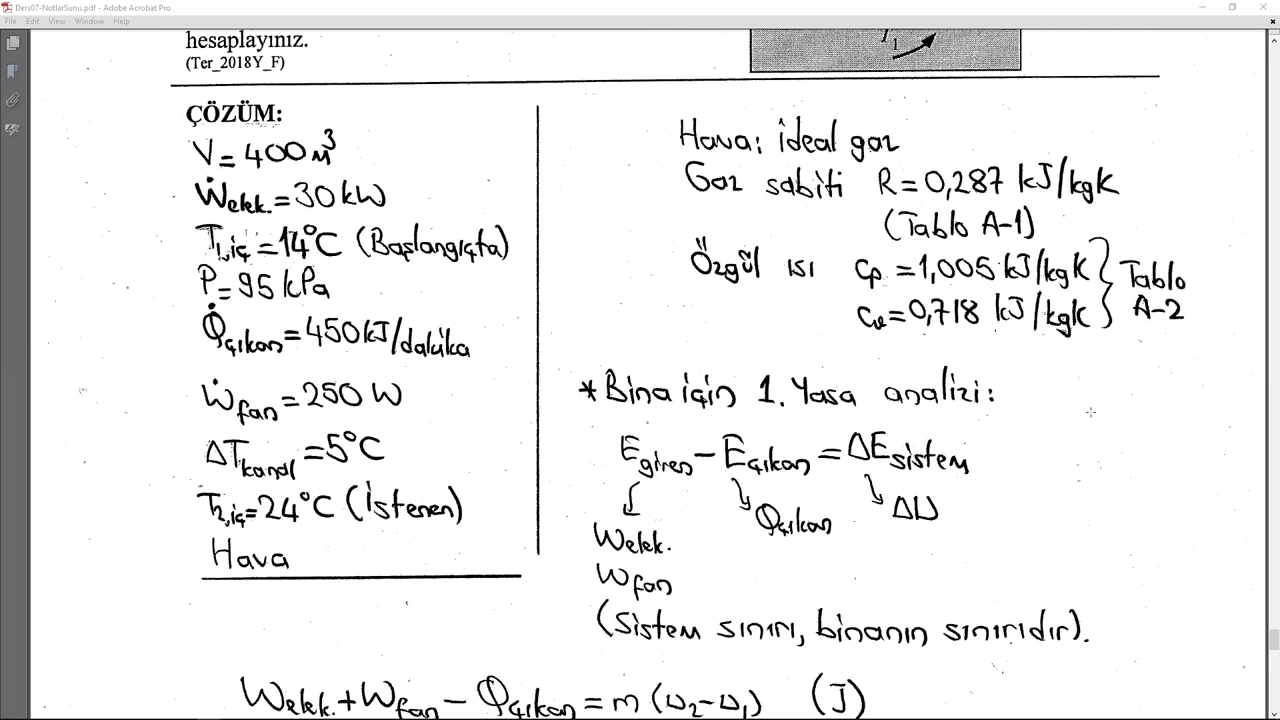 Ders07-NotlarSunu.pdf - Adobe Acrobat Pro
File Edit View Window Help
hesaplayınız.
(Ter_2018Y_F)
T1
ÇÖZÜM:
V = 400 m³
Ẇelek. = 30 kW
T1,iç = 14°C (Başlangıçta)
P = 95 kPa
Q̇çıkan = 450 kJ/dakika
Ẇfan = 250 W
ΔTkanal = 5°C
T2,iç = 24°C (İstenen)
Hava
Hava: ideal gaz
Gaz sabiti R = 0,287 kJ/kgK
(Tablo A-1)
Özgül ısı cp = 1,005 kJ/kgK } Tablo
cv = 0,718 kJ/kgK } A-2
* Bina için 1. Yasa analizi:
Egiren - Eçıkan = ΔEsistem
Qçıkan ΔU
Welek.
Wfan
(Sistem sınırı, binanın sınırıdır).
Welek. + Wfan - Qçıkan = m (u2-u1) (J)